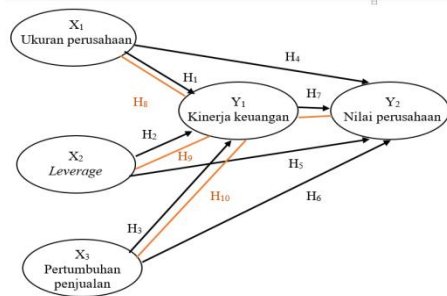 X₁
Ukuran perusahaan
H₁
H₄
H₈
Y₁
Kinerja keuangan
H₇
Y₂
Nilai perusahaan
H₂
X₂
Leverage
H₉
H₅
H₁₀
H₆
H₃
X₃
Pertumbuhan
penjualan